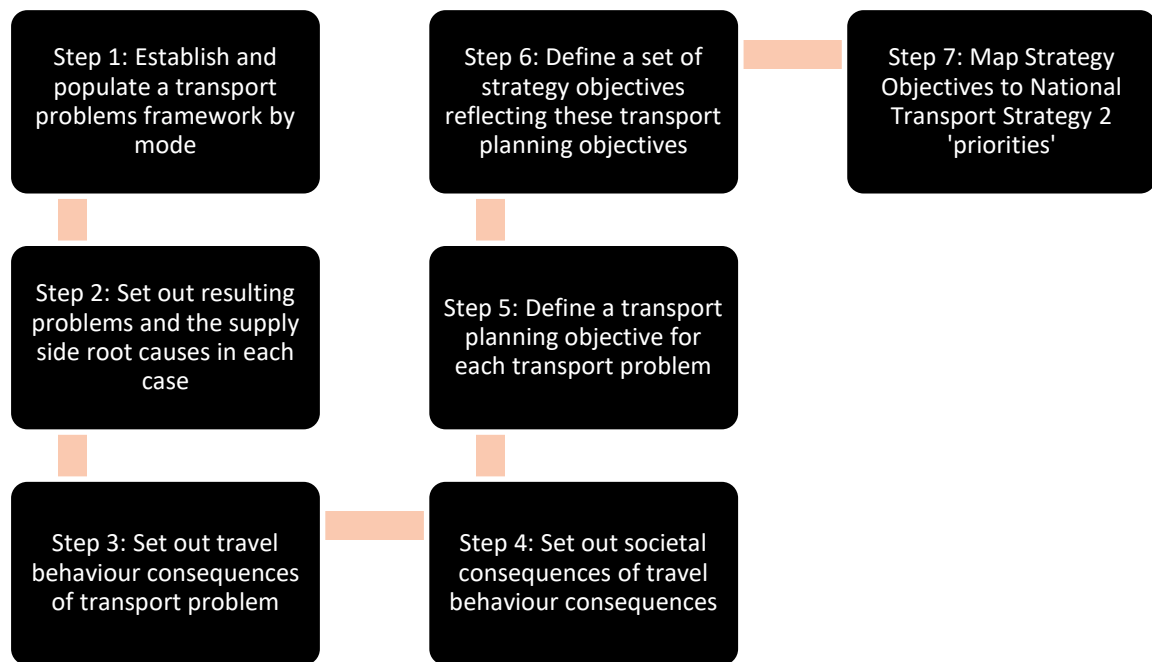 Step 1: Establish and
populate a transport
problems framework by
mode
Step 2: Set out resulting
problems and the supply
side root causes in each
case
Step 3: Set out travel
behaviour consequences
of transport problem
Step 4: Set out societal
consequences of travel
behaviour consequences
Step 5: Define a transport
planning objective for
each transport problem
Step 6: Define a set of
strategy objectives
reflecting these transport
planning objectives
Step 7: Map Strategy
Objectives to National
Transport Strategy 2
'priorities'